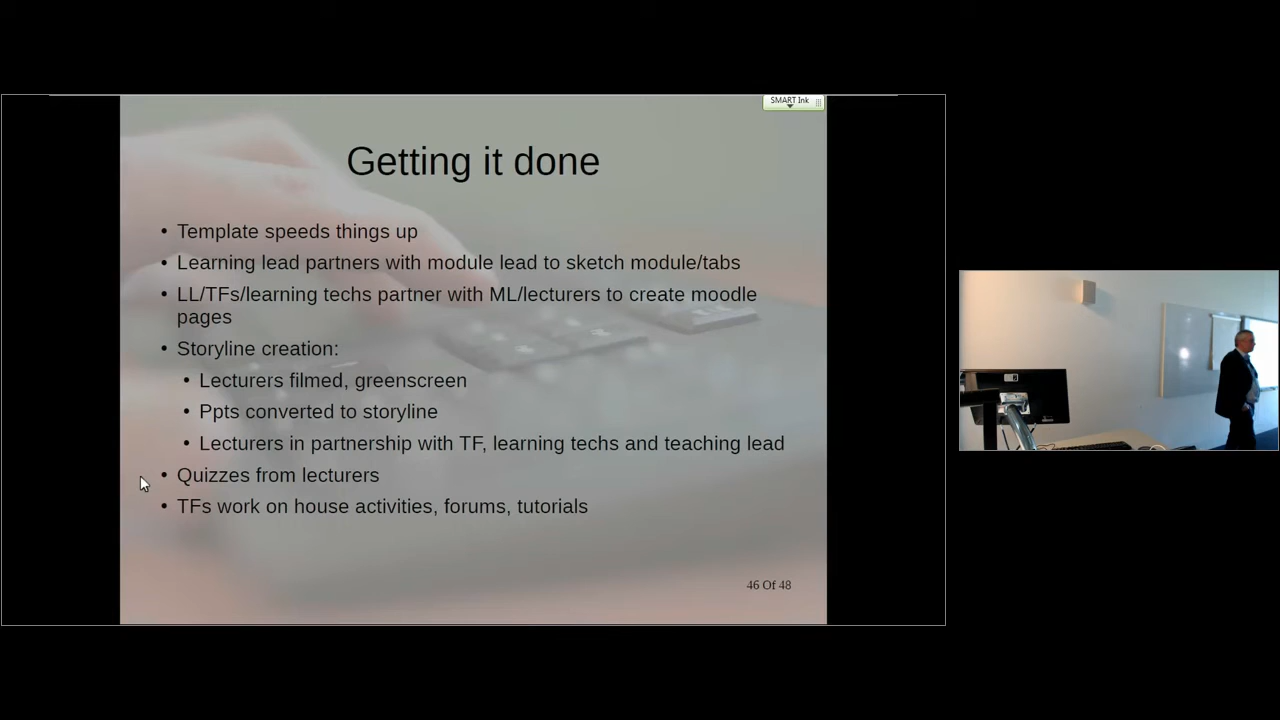 SMART Ink
Getting it done
• Template speeds things up
• Learning lead partners with module lead to sketch module/tabs
• LL/TFs/learning techs partner with ML/lecturers to create moodle
pages
• Storyline creation:
• Lecturers filmed, greenscreen
• Ppts converted to storyline
• Lecturers in partnership with TF, learning techs and teaching lead
• Quizzes from lecturers
• TFs work on house activities, forums, tutorials
46 Of 48